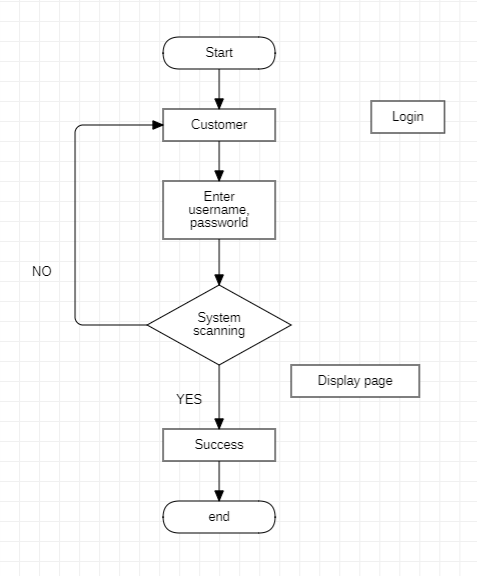 Start
Customer
Login
Enter
username,
passworld
NO
System
scanning
Display page
YES
Success
end